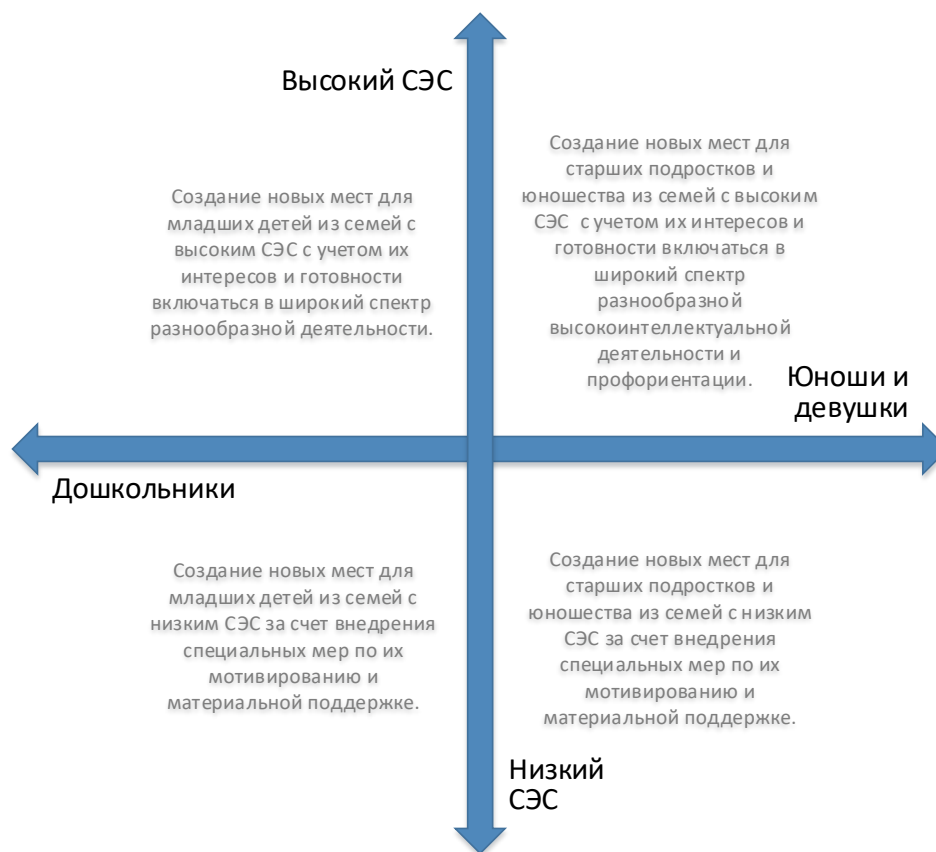 Высокий СЭС
Создание новых мест для
младших детей из семей с
высоким СЭС с учетом их
интересов и готовности
включаться в широкий спектр
разнообразной деятельности.
Создание новых мест для
старших подростков и
юношества из семей с высоким
СЭС с учетом их интересов и
готовности включаться в
широкий спектр
разнообразной
высокоинтеллектуальной
деятельности и
профориентации.
Юноши и
девушки
Дошкольники
Создание новых мест для
младших детей из семей с
низким СЭС за счет внедрения
специальных мер по их
мотивированию и
материальной поддержке.
Создание новых мест для
старших подростков и
юношества из семей с низким
СЭС за счет внедрения
специальных мер по их
мотивированию и
материальной поддержке.
Низкий
СЭС